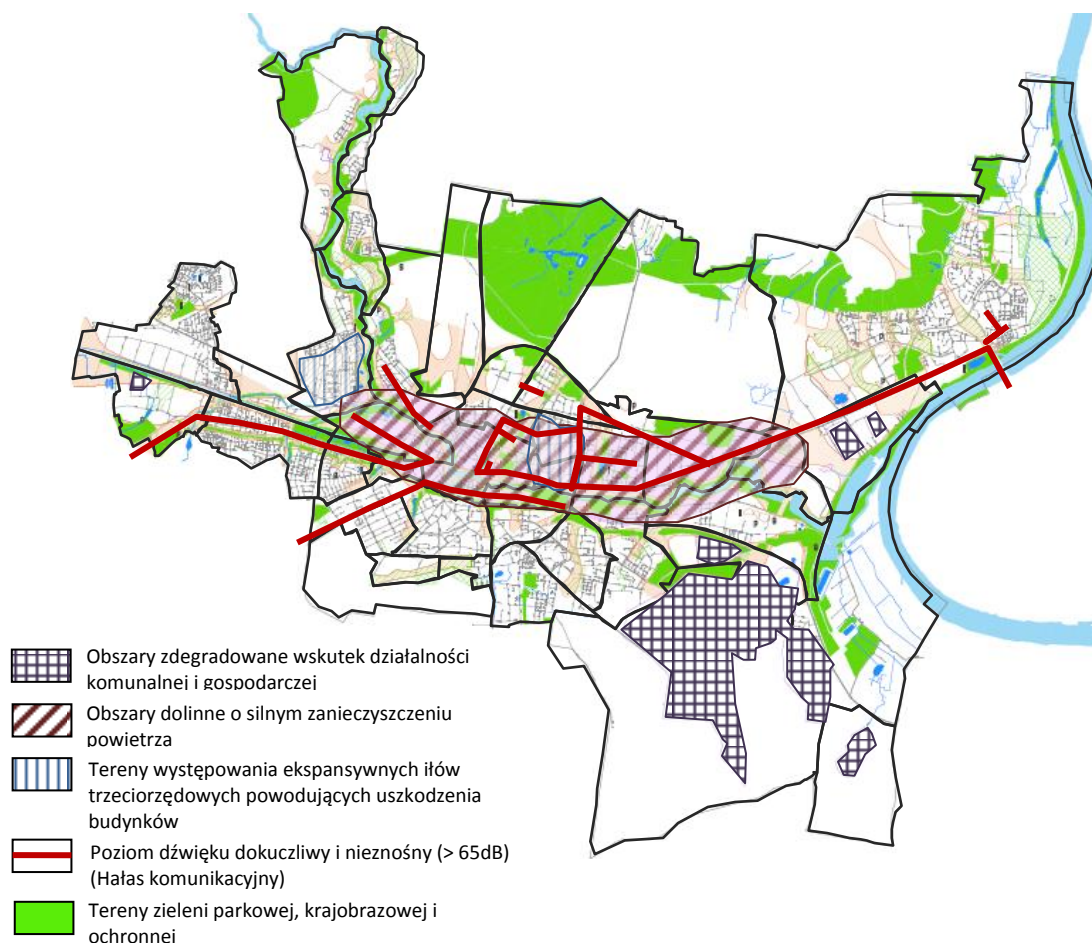 Obszary zdegradowane wskutek działalności
komunalnej i gospodarczej
Obszary dolinne o silnym zanieczyszczeniu
powietrza
Tereny występowania ekspansywnych iłów
trzeciorzędowych powodujących uszkodzenia
budynków
Poziom dźwięku dokuczliwy i nieznośny (> 65dB)
(Hałas komunikacyjny)
Tereny zieleni parkowej, krajobrazowej i
ochronnej